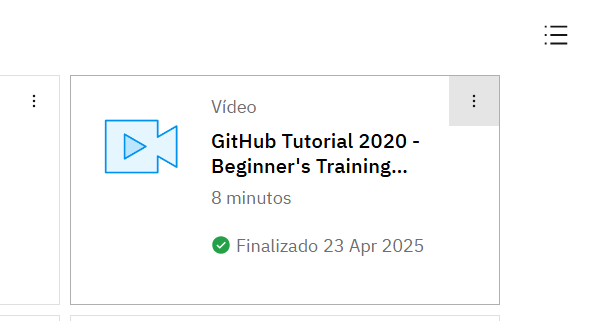 Vídeo
GitHub Tutorial 2020 -
Beginner's Training...
8 minutos
Finalizado 23 Apr 2025